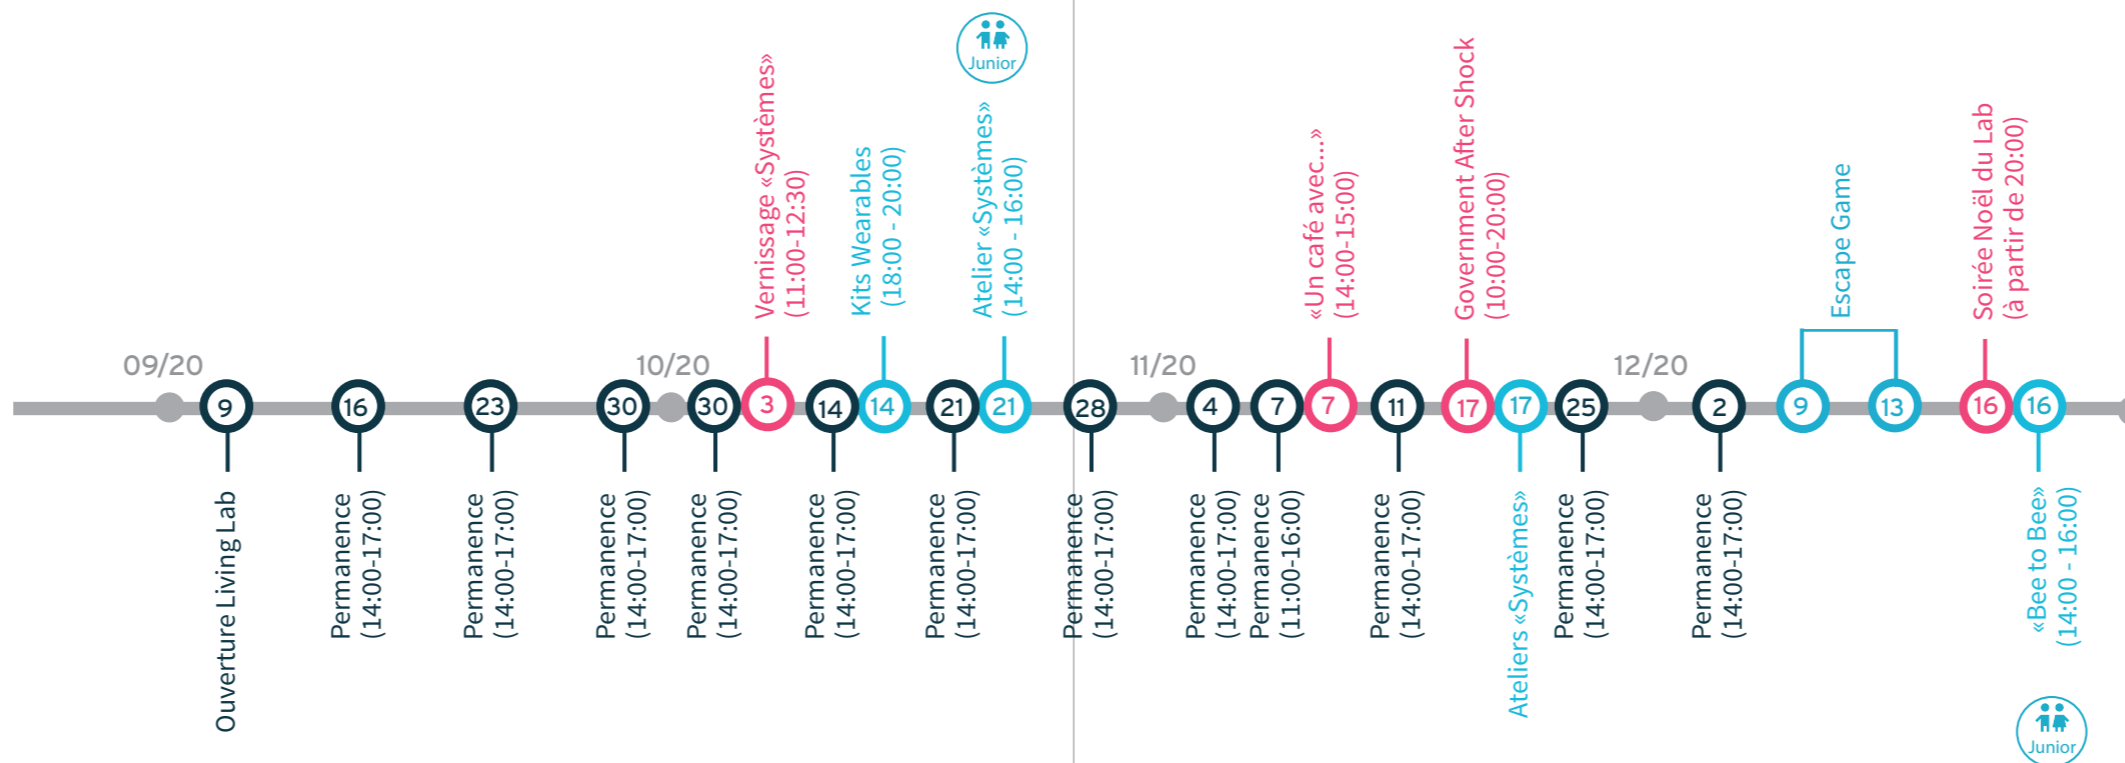 Junior
Vernissage «Systèmes»
(11:00-12:30)
Kits Wearables
(18:00 - 20:00)
Atelier «Systèmes»
(14:00 - 16:00)
«Un café avec...»
(14:00-15:00)
Government After Shock
(10:00-20:00)
Escape Game
Soirée Noël du Lab
(à partir de 20:00)
09/20
10/20
11/20
12/20
9
16
23
30
30
3
14
14
21
21
28
4
7
7
11
17
17
25
2
9
13
16
16
Ouverture Living Lab
Permanence
(14:00-17:00)
Permanence
(14:00-17:00)
Permanence
(14:00-17:00)
Permanence
(14:00-17:00)
Permanence
(14:00-17:00)
Permanence
(14:00-17:00)
Permanence
(14:00-17:00)
Permanence
(14:00-17:00)
Permanence
(11:00-16:00)
Permanence
(14:00-17:00)
Ateliers «Systèmes»
Permanence
(14:00-17:00)
Permanence
(14:00-17:00)
«Bee to Bee»
(14:00 - 16:00)
Junior